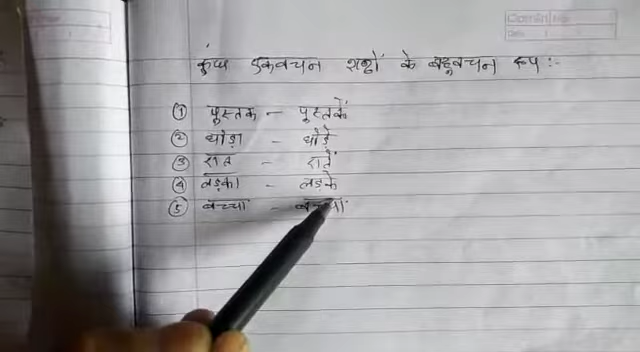 कुछ एकवचन शब्दों के बहुवचन रूप :-
① पुस्तक - पुस्तकें
② घोड़ा - घोड़े
③ रात - रातें
④ लड़का - लड़के
⑤ बच्चा -